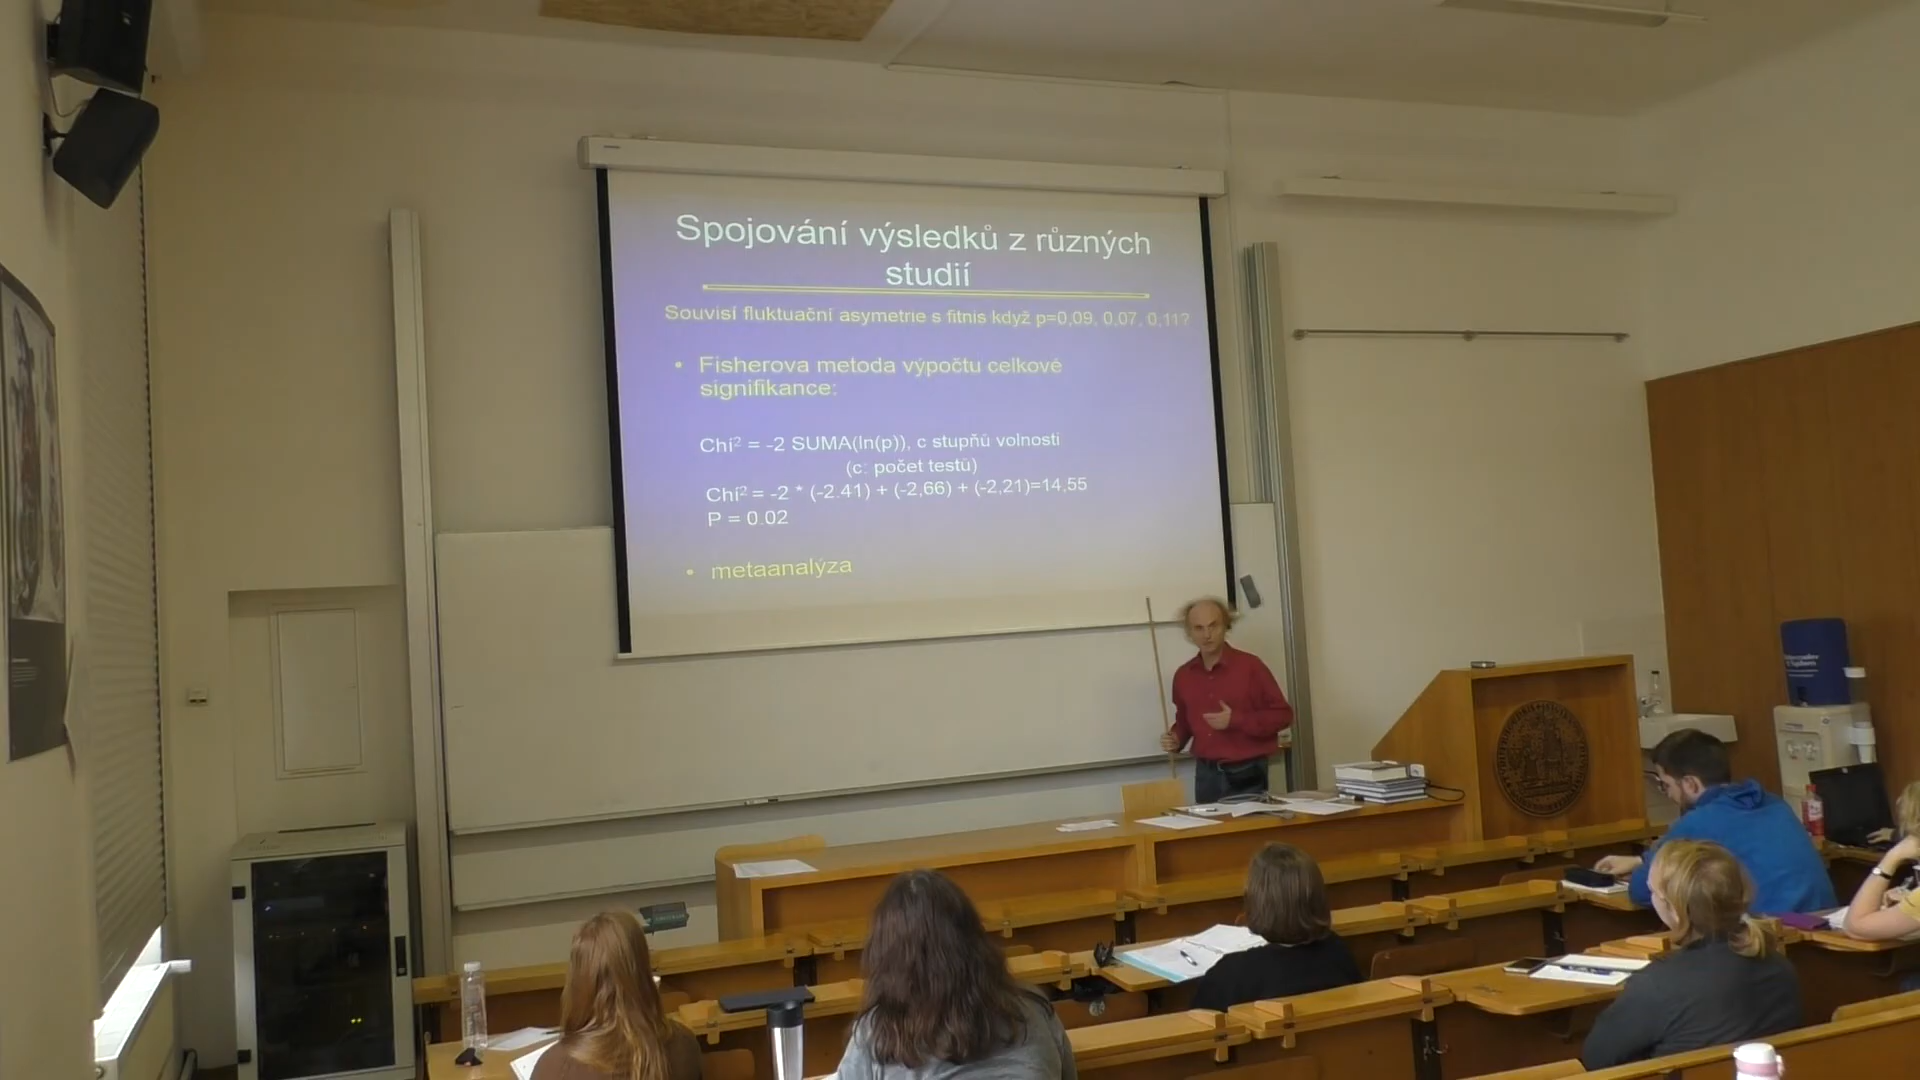 Spojování výsledků z různých
studií
Souvisí fluktuační asymetrie s fitnis když p=0,09, 0,07, 0,11?
• Fisherova metoda výpočtu celkové
signifikance:
Chí² = -2 SUMA(ln(p)), c stupňů volnosti
(c: počet testů)
Chí² = -2 * (-2.41) + (-2,66) + (-2,21)=14,55
P = 0.02
• metaanalýza